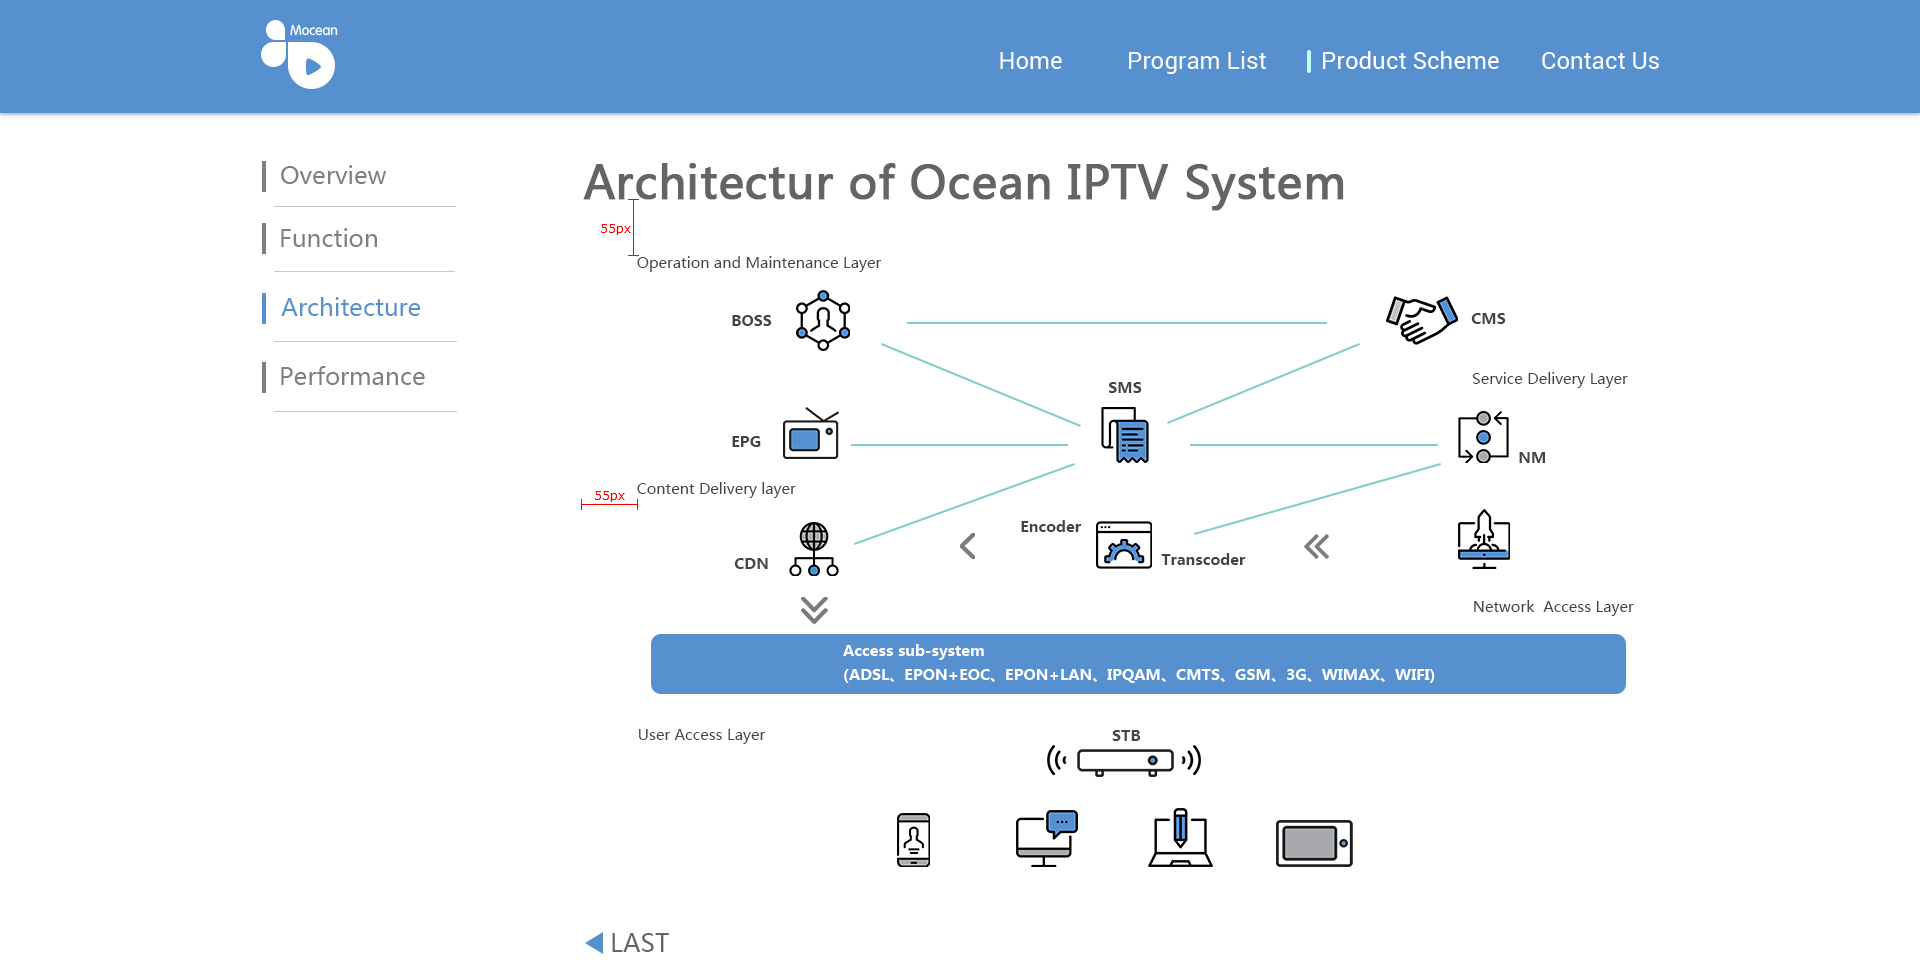 Mocean
Home
Program List
Product Scheme
Contact Us
Overview
Function
Architecture
Performance
Architectur of Ocean IPTV System
55px
Operation and Maintenance Layer
BOSS
CMS
Service Delivery Layer
SMS
EPG
NM
Content Delivery layer
55px
Encoder
Transcoder
CDN
Network Access Layer
Access sub-system
(ADSL、EPON+EOC、EPON+LAN、IPQAM、CMTS、GSM、3G、WIMAX、WIFI)
User Access Layer
STB
LAST